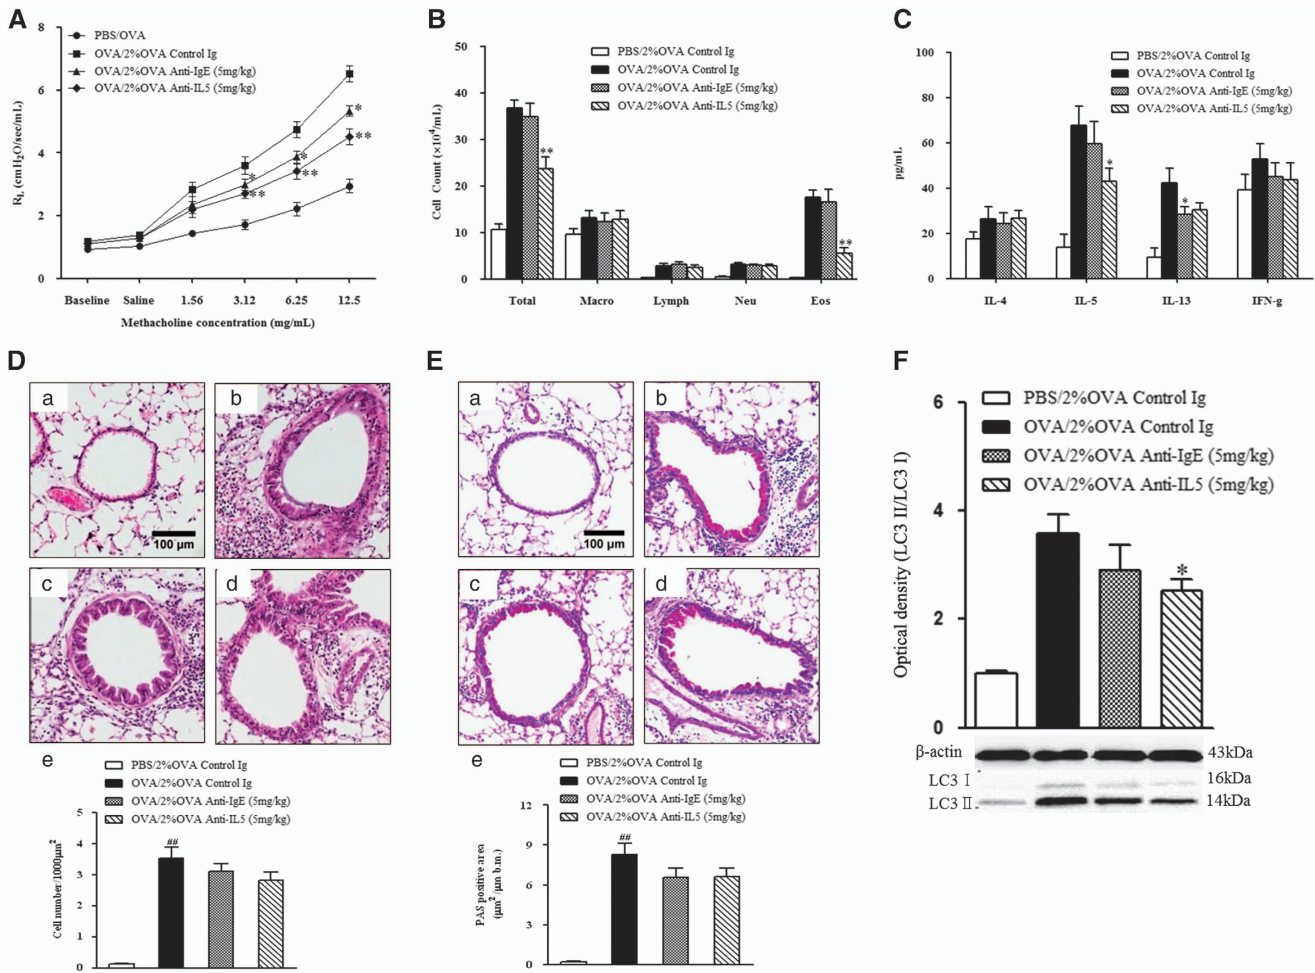 A
8
6
4
2
0
R_L (cmH2O/sec/mL)
PBS/OVA
OVA/2%OVA Control Ig
OVA/2%OVA Anti-IgE (5mg/kg)
OVA/2%OVA Anti-IL5 (5mg/kg)
*
**
*
**
*
**
Baseline Saline 1.56 3.12 6.25 12.5
Methacholine concentration (mg/mL)
B
50
40
30
20
10
0
Cell Count (×10^4/mL)
PBS/2%OVA Control Ig
OVA/2%OVA Control Ig
OVA/2%OVA Anti-IgE (5mg/kg)
OVA/2%OVA Anti-IL5 (5mg/kg)
**
**
Total Macro Lymph Neu Eos
C
100
80
60
40
20
0
pg/mL
PBS/2%OVA Control Ig
OVA/2%OVA Control Ig
OVA/2%OVA Anti-IgE (5mg/kg)
OVA/2%OVA Anti-IL5 (5mg/kg)
*
*
IL-4 IL-5 IL-13 IFN-g
D
a
100 µm
b
c
d
e
PBS/2%OVA Control Ig
OVA/2%OVA Control Ig
OVA/2%OVA Anti-IgE (5mg/kg)
OVA/2%OVA Anti-IL5 (5mg/kg)
5
4
3
2
1
0
Cell number/1000µm²
##
E
a
100 µm
b
c
d
e
PBS/2%OVA Control Ig
OVA/2%OVA Control Ig
OVA/2%OVA Anti-IgE (5mg/kg)
OVA/2%OVA Anti-IL5 (5mg/kg)
12
9
6
3
0
PAS positive area
(µm²/µm b.m.)
##
F
6
4
2
0
Optical density (LC3 II/LC3 I)
PBS/2%OVA Control Ig
OVA/2%OVA Control Ig
OVA/2%OVA Anti-IgE (5mg/kg)
OVA/2%OVA Anti-IL5 (5mg/kg)
*
β-actin 43kDa
LC3 I 16kDa
LC3 II 14kDa